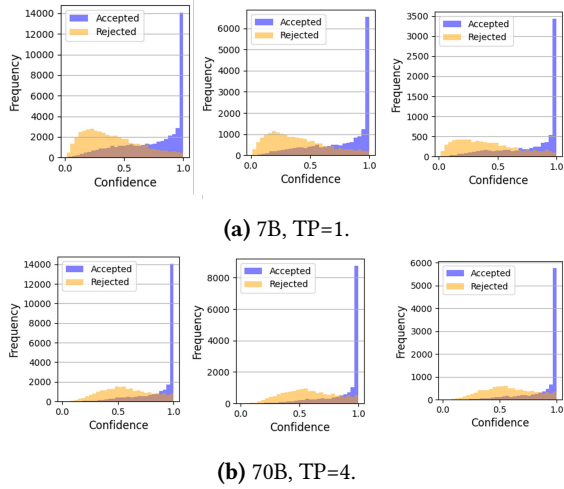 14000
12000
10000
8000
6000
4000
2000
0
0.0 0.5 1.0
Frequency
Confidence
Accepted
Rejected
6000
5000
4000
3000
2000
1000
0
0.0 0.5 1.0
Frequency
Confidence
Accepted
Rejected
3500
3000
2500
2000
1500
1000
500
0
0.0 0.5 1.0
Frequency
Confidence
Accepted
Rejected
(a) 7B, TP=1.
14000
12000
10000
8000
6000
4000
2000
0
0.0 0.5 1.0
Frequency
Confidence
Accepted
Rejected
8000
6000
4000
2000
0
0.0 0.5 1.0
Frequency
Confidence
Accepted
Rejected
6000
5000
4000
3000
2000
1000
0
0.0 0.5 1.0
Frequency
Confidence
Accepted
Rejected
(b) 70B, TP=4.